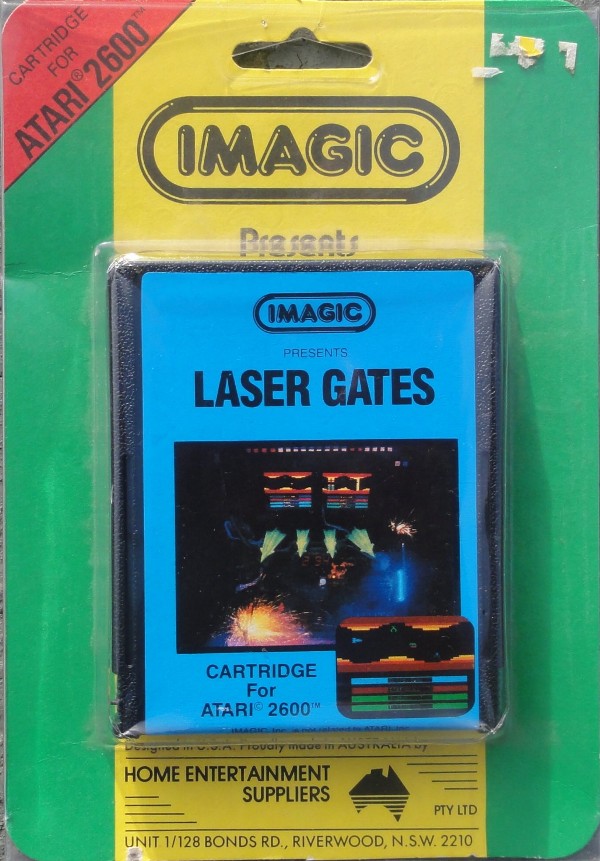 CARTRIDGE
FOR
ATARI® 2600™
IMAGIC
Presents
IMAGIC
PRESENTS
LASER GATES
CARTRIDGE
For
ATARI© 2600™
Designed in U.S.A. Proudly made in AUSTRALIA by
HOME ENTERTAINMENT
SUPPLIERS
PTY LTD
UNIT 1/128 BONDS RD., RIVERWOOD, N.S.W. 2210